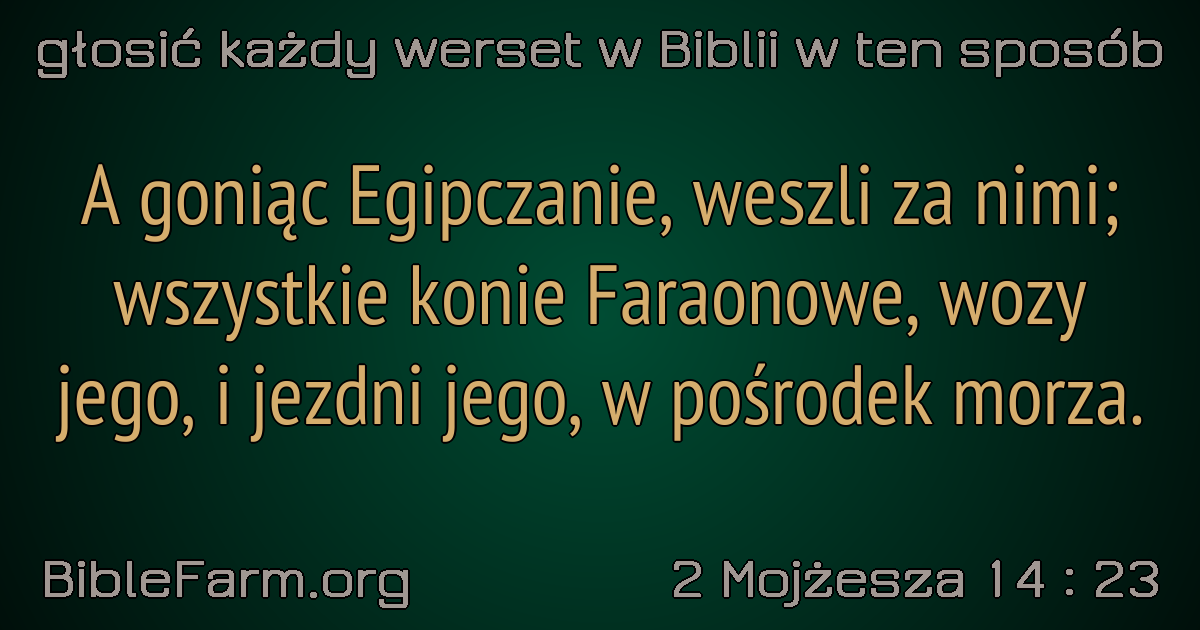 głosić każdy werset w Biblii w ten sposób
A goniąc Egipczanie, weszli za nimi;
wszystkie konie Faraonowe, wozy
jego, i jezdni jego, w pośrodek morza.
BibleFarm.org
2 Mojżesza 14 : 23